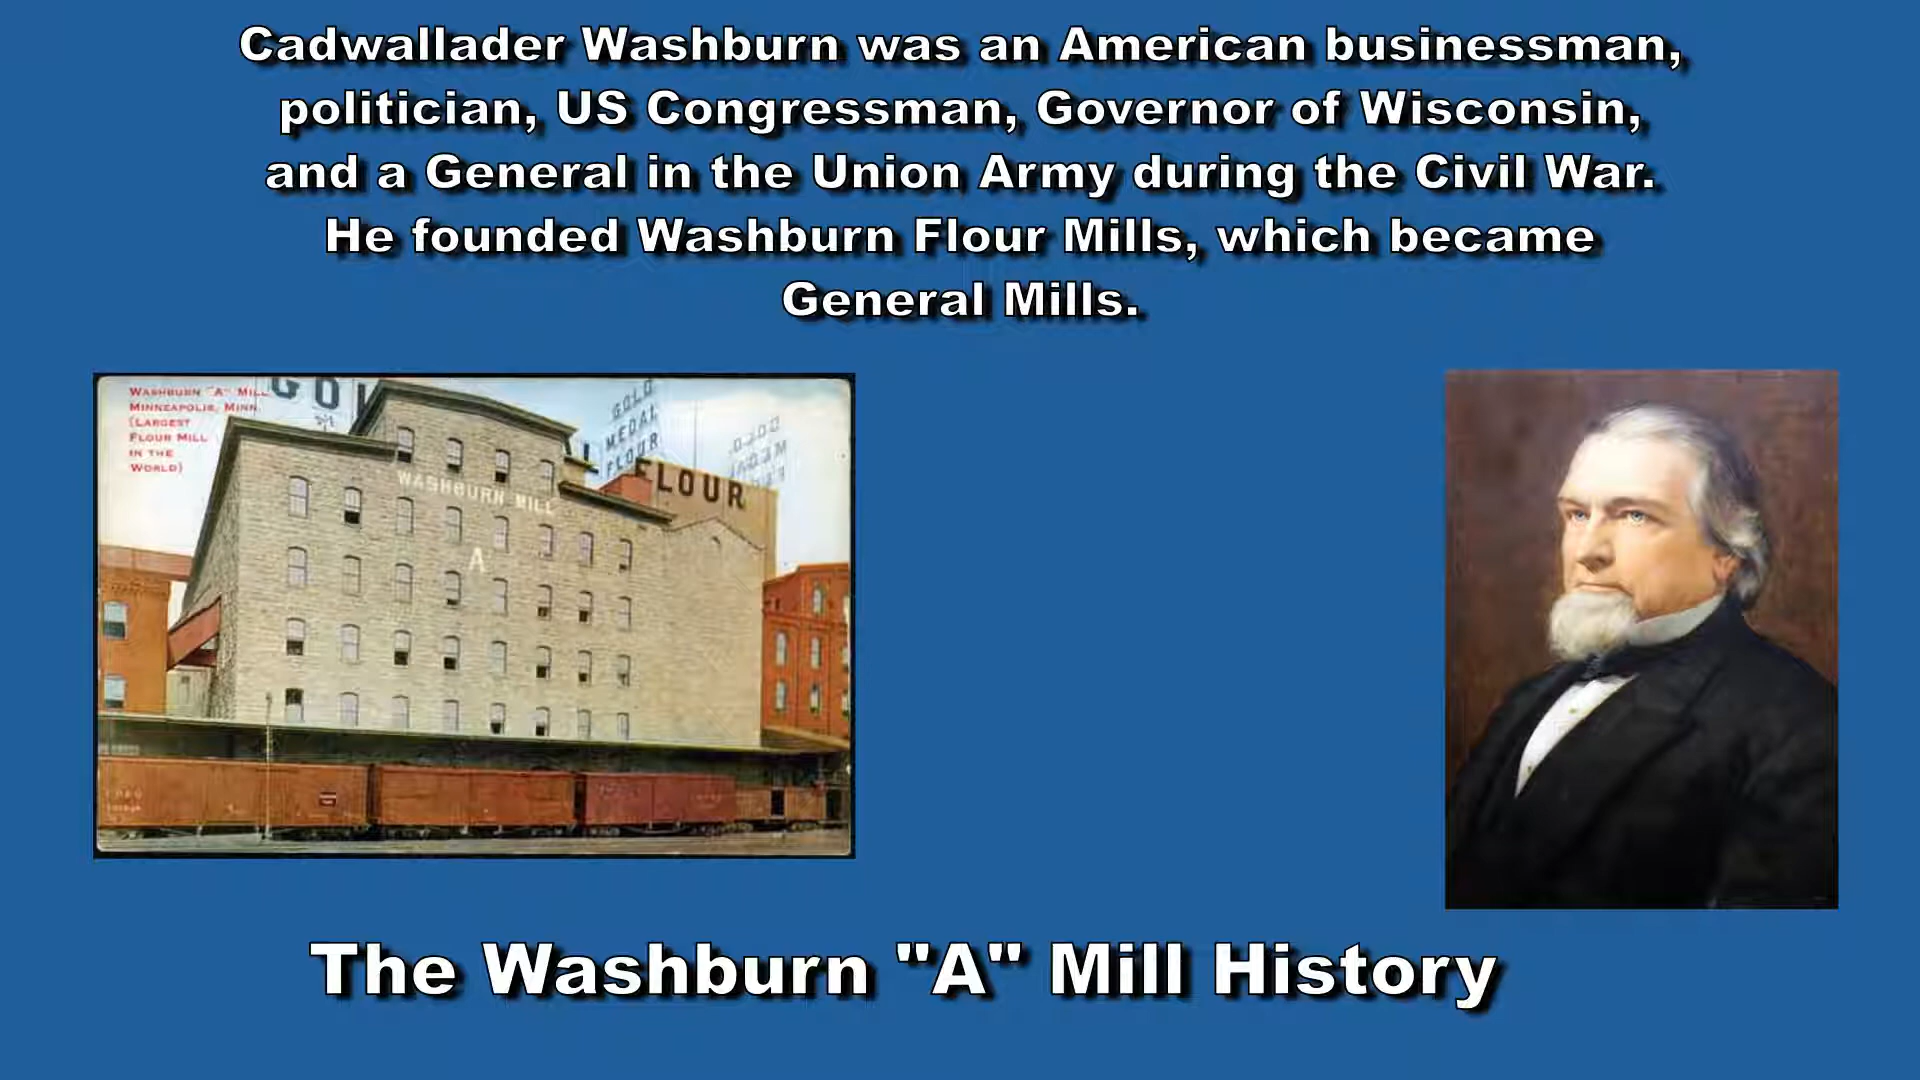 Cadwallader Washburn was an American businessman,
politician, US Congressman, Governor of Wisconsin,
and a General in the Union Army during the Civil War.
He founded Washburn Flour Mills, which became
General Mills.
Washburn "A" Mill
Minneapolis, Minn.
(Largest
Flour Mill
in the
World)
GOL
GOLD
MEDAL
FLOUR
FLOUR
WASHBURN MILL
A
The Washburn "A" Mill History